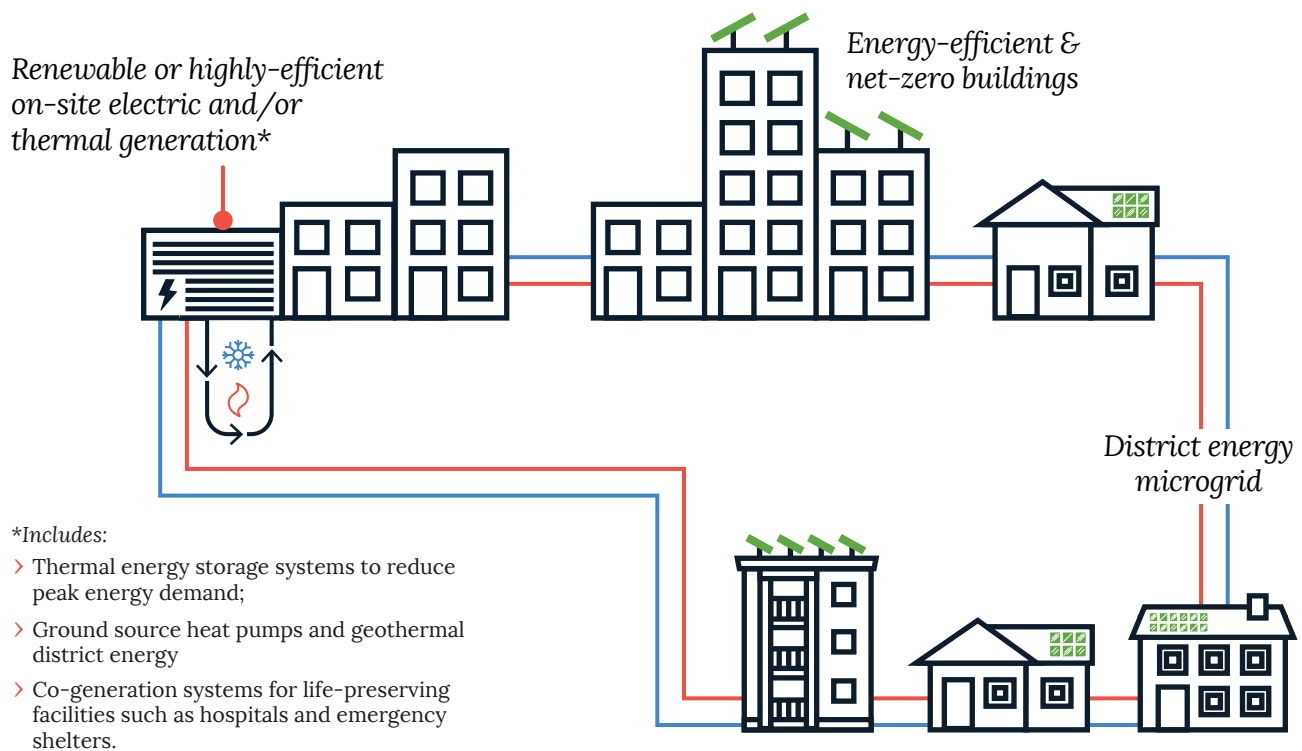 Renewable or highly-efficient
on-site electric and/or
thermal generation*
Energy-efficient &
net-zero buildings
District energy
microgrid
*Includes:
Thermal energy storage systems to reduce
peak energy demand;
Ground source heat pumps and geothermal
district energy
Co-generation systems for life-preserving
facilities such as hospitals and emergency
shelters.